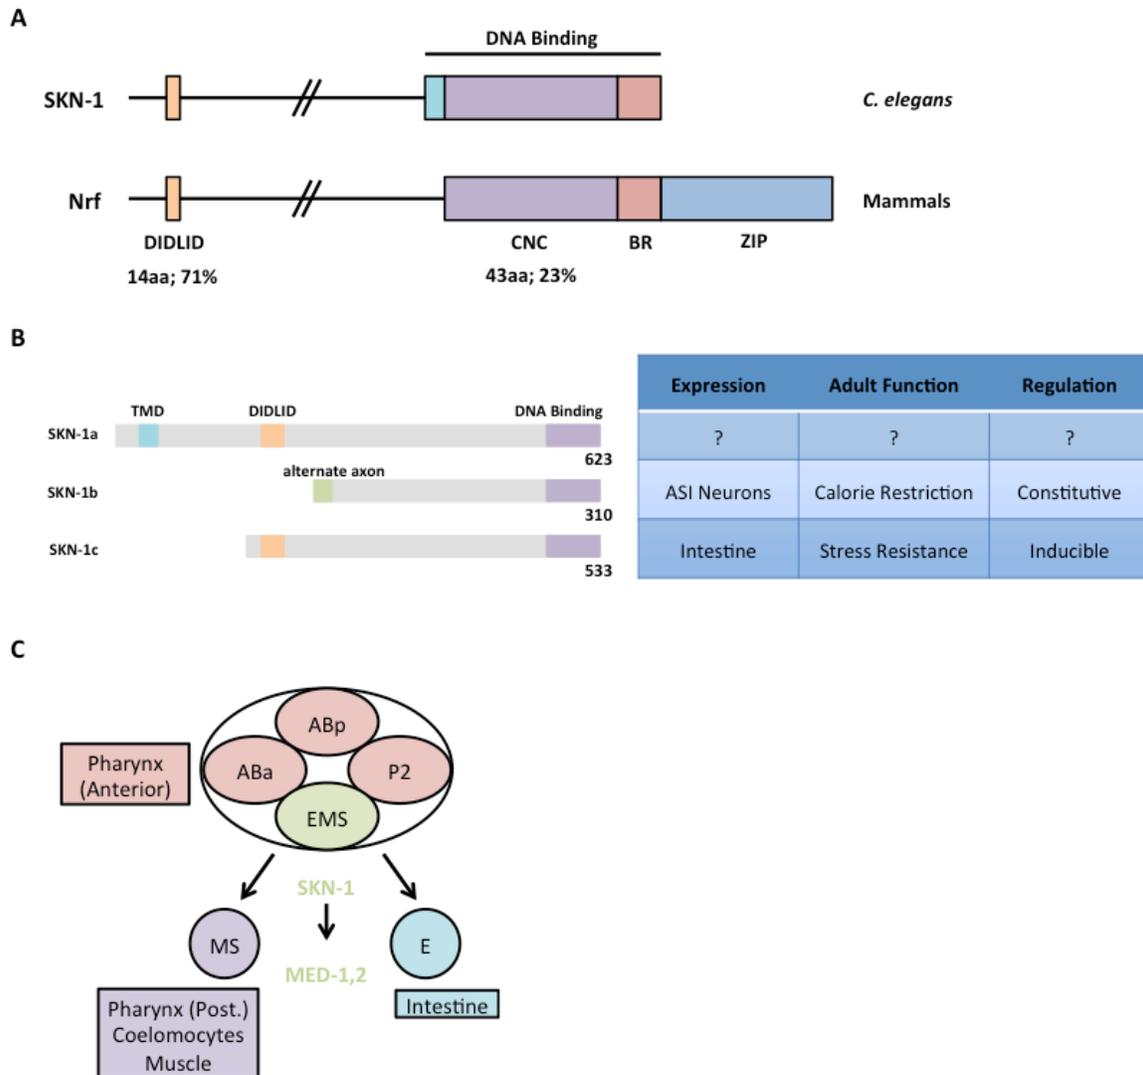 A
DNA Binding
SKN-1
C. elegans
Nrf
Mammals
DIDLID
CNC
BR
ZIP
14aa; 71%
43aa; 23%
B
TMD
DIDLID
DNA Binding
SKN-1a
623
alternate axon
SKN-1b
310
SKN-1c
533
Expression Adult Function Regulation
? ? ?
ASI Neurons Calorie Restriction Constitutive
Intestine Stress Resistance Inducible
C
ABp
Pharynx
(Anterior)
ABa
P2
EMS
SKN-1
MS
E
MED-1,2
Pharynx (Post.)
Coelomocytes
Muscle
Intestine